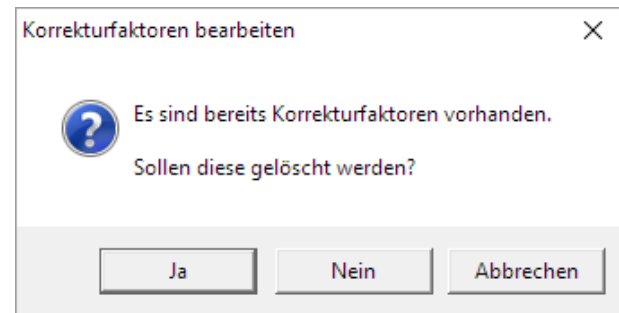 Korrekturfaktoren bearbeiten
Es sind bereits Korrekturfaktoren vorhanden.
Sollen diese gelöscht werden?
Ja Nein Abbrechen